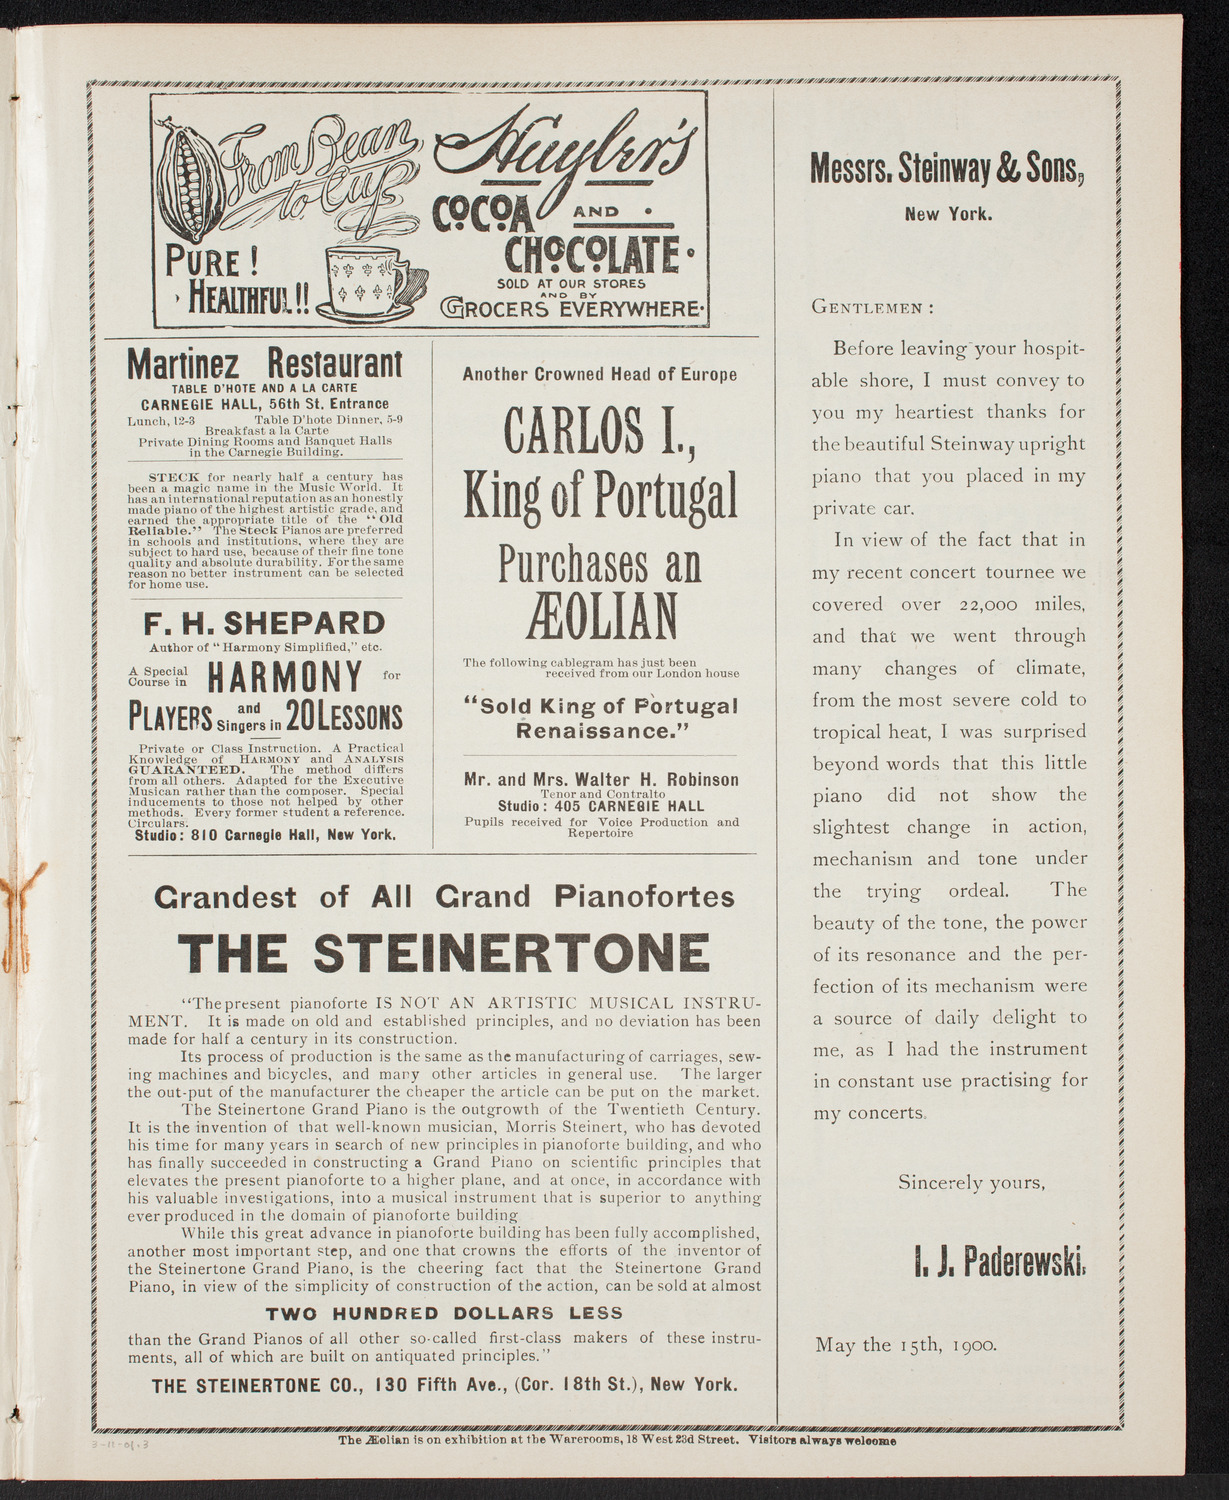 From Bean
to Cup
PURE!
HEALTHFUL!!
Huyler's
COCOA AND
CHOCOLATE
SOLD AT OUR STORES
AND BY
GROCERS EVERYWHERE
Martinez Restaurant
TABLE D'HOTE AND A LA CARTE
CARNEGIE HALL, 56th St. Entrance
Lunch, 12-3 Table D'hote Dinner, 5-9
Breakfast a la Carte
Private Dining Rooms and Banquet Halls
in the Carnegie Building.
STECK for nearly half a century has
been a magic name in the Music World. It
has an international reputation as an honestly
made piano of the highest artistic grade, and
earned the appropriate title of the "Old
Reliable." The Steck Pianos are preferred
in schools and institutions, where they are
subject to hard use, because of their fine tone
quality and absolute durability. For the same
reason no better instrument can be selected
for home use.
F. H. SHEPARD
Author of "Harmony Simplified," etc.
A Special
Course in HARMONY for
PLAYERS and Singers in 20 LESSONS
Private or Class Instruction. A Practical
Knowledge of HARMONY and ANALYSIS
GUARANTEED. The method differs
from all others. Adapted for the Executive
Musican rather than the composer. Special
inducements to those not helped by other
methods. Every former student a reference.
Circulars.
Studio: 810 Carnegie Hall, New York.
Another Crowned Head of Europe
CARLOS I.,
King of Portugal
Purchases an
ÆOLIAN
The following cablegram has just been
received from our London house
"Sold King of Portugal
Renaissance."
Mr. and Mrs. Walter H. Robinson
Tenor and Contralto
Studio: 405 CARNEGIE HALL
Pupils received for Voice Production and
Repertoire
Grandest of All Grand Pianofortes
THE STEINERTONE
"The present pianoforte IS NOT AN ARTISTIC MUSICAL INSTRU-
MENT. It is made on old and established principles, and no deviation has been
made for half a century in its construction.
Its process of production is the same as the manufacturing of carriages, sew-
ing machines and bicycles, and many other articles in general use. The larger
the out-put of the manufacturer the cheaper the article can be put on the market.
The Steinertone Grand Piano is the outgrowth of the Twentieth Century.
It is the invention of that well-known musician, Morris Steinert, who has devoted
his time for many years in search of new principles in pianoforte building, and who
has finally succeeded in constructing a Grand Piano on scientific principles that
elevates the present pianoforte to a higher plane, and at once, in accordance with
his valuable investigations, into a musical instrument that is superior to anything
ever produced in the domain of pianoforte building
While this great advance in pianoforte building has been fully accomplished,
another most important step, and one that crowns the efforts of the inventor of
the Steinertone Grand Piano, is the cheering fact that the Steinertone Grand
Piano, in view of the simplicity of construction of the action, can be sold at almost
TWO HUNDRED DOLLARS LESS
than the Grand Pianos of all other so-called first-class makers of these instru-
ments, all of which are built on antiquated principles."
THE STEINERTONE CO., 130 Fifth Ave., (Cor. 18th St.), New York.
Messrs. Steinway & Sons,
New York.
GENTLEMEN:
Before leaving your hospit-
able shore, I must convey to
you my heartiest thanks for
the beautiful Steinway upright
piano that you placed in my
private car.
In view of the fact that in
my recent concert tournee we
covered over 22,000 miles,
and that we went through
many changes of climate,
from the most severe cold to
tropical heat, I was surprised
beyond words that this little
piano did not show the
slightest change in action,
mechanism and tone under
the trying ordeal. The
beauty of the tone, the power
of its resonance and the per-
fection of its mechanism were
a source of daily delight to
me, as I had the instrument
in constant use practising for
my concerts.
Sincerely yours,
I. J. Paderewski.
May the 15th, 1900.
The Æolian is on exhibition at the Warerooms, 18 West 23d Street. Visitors always welcome